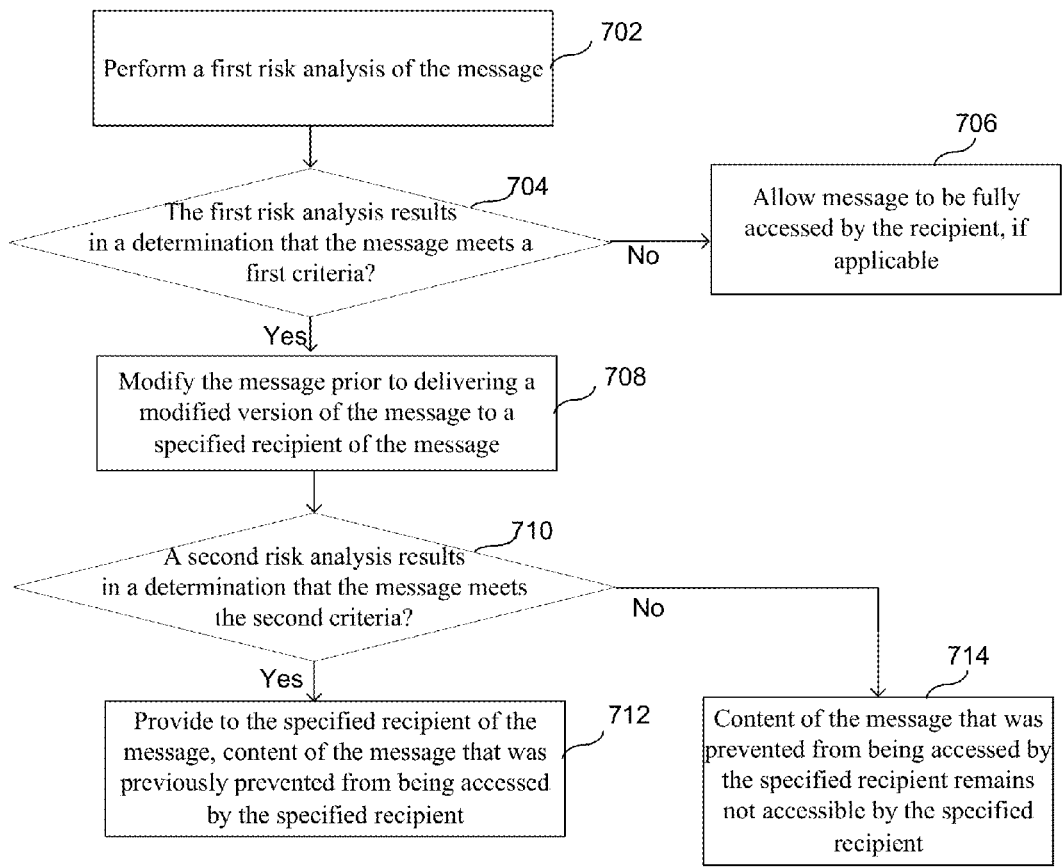 702
Perform a first risk analysis of the message
704
The first risk analysis results
in a determination that the message meets a
first criteria?
No
706
Allow message to be fully
accessed by the recipient, if
applicable
Yes
708
Modify the message prior to delivering a
modified version of the message to a
specified recipient of the message
710
A second risk analysis results
in a determination that the message meets
the second criteria?
No
Yes
712
Provide to the specified recipient of the
message, content of the message that was
previously prevented from being accessed
by the specified recipient
714
Content of the message that was
prevented from being accessed by
the specified recipient remains
not accessible by the specified
recipient